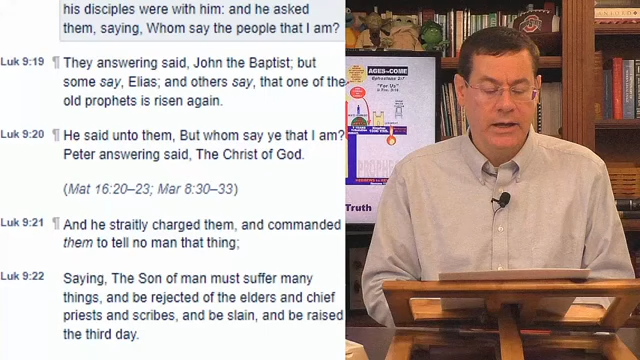 his disciples were with him: and he asked
them, saying, Whom say the people that I am?
Luk 9:19 ¶ They answering said, John the Baptist; but
some say, Elias; and others say, that one of the
old prophets is risen again.
Luk 9:20 ¶ He said unto them, But whom say ye that I am?
Peter answering said, The Christ of God.
(Mat 16:20–23; Mar 8:30–33)
Luk 9:21 ¶ And he straitly charged them, and commanded
them to tell no man that thing;
Luk 9:22 Saying, The Son of man must suffer many
things, and be rejected of the elders and chief
priests and scribes, and be slain, and be raised
the third day.
AGES to COME
Ephesians 2:7
"For Us"
Truth